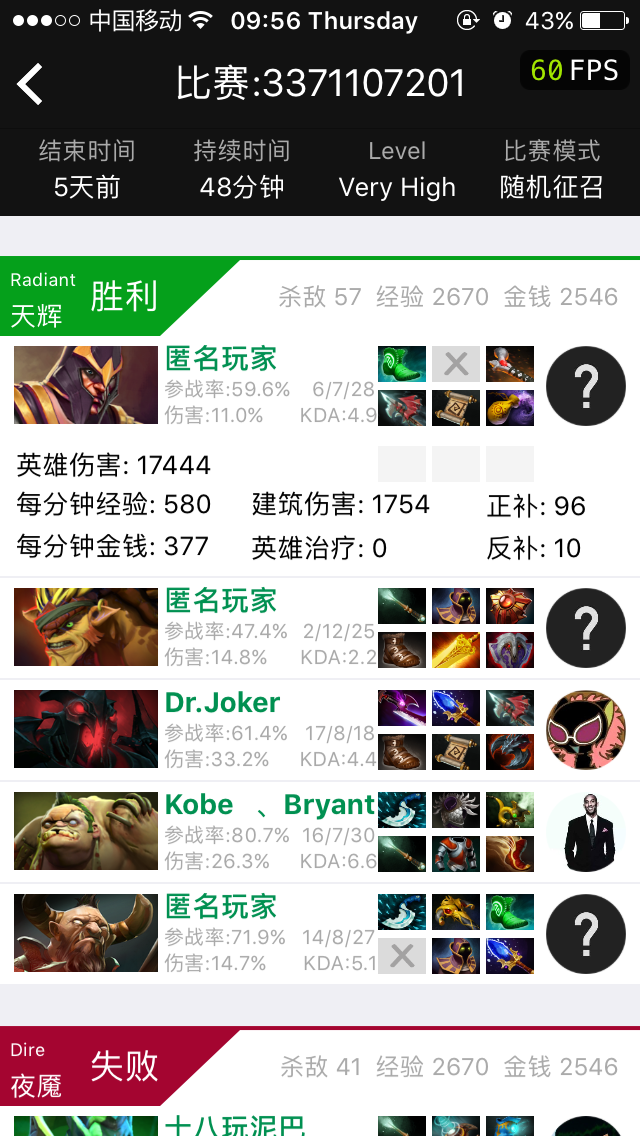 中国移动 09:56 Thursday 43%
比赛:3371107201
60 FPS
结束时间 持续时间 Level 比赛模式
5天前 48分钟 Very High 随机征召
Radiant
天辉 胜利 杀敌 57 经验 2670 金钱 2546
匿名玩家
参战率:59.6% 6/7/28
伤害:11.0% KDA:4.9
英雄伤害: 17444
每分钟经验: 580 建筑伤害: 1754 正补: 96
每分钟金钱: 377 英雄治疗: 0 反补: 10
匿名玩家
参战率:47.4% 2/12/25
伤害:14.8% KDA:2.2
Dr.Joker
参战率:61.4% 17/8/18
伤害:33.2% KDA:4.4
Kobe 、Bryant
参战率:80.7% 16/7/30
伤害:26.3% KDA:6.6
匿名玩家
参战率:71.9% 14/8/27
伤害:14.7% KDA:5.1
Dire
夜魇 失败 杀敌 41 经验 2670 金钱 2546
十八玩泥巴